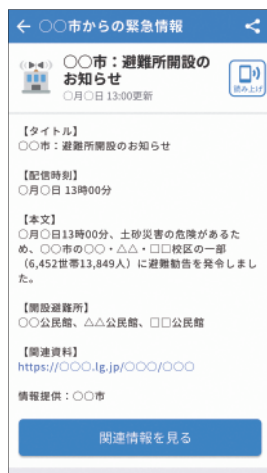 ○○市からの緊急情報
○○市：避難所開設の
お知らせ
○月○日 13:00更新
読み上げ
【タイトル】
○○市：避難所開設のお知らせ
【配信時刻】
○月○日 13時00分
【本文】
○月○日13時00分、土砂災害の危険があるた
め、○○市の○○・△△・□□校区の一部
（6,452世帯13,849人）に避難勧告を発令しまし
た。
【開設避難所】
○○公民館、△△公民館、□□公民館
【関連資料】
https://○○○.lg.jp/○○○/○○○
情報提供：○○市
関連情報を見る